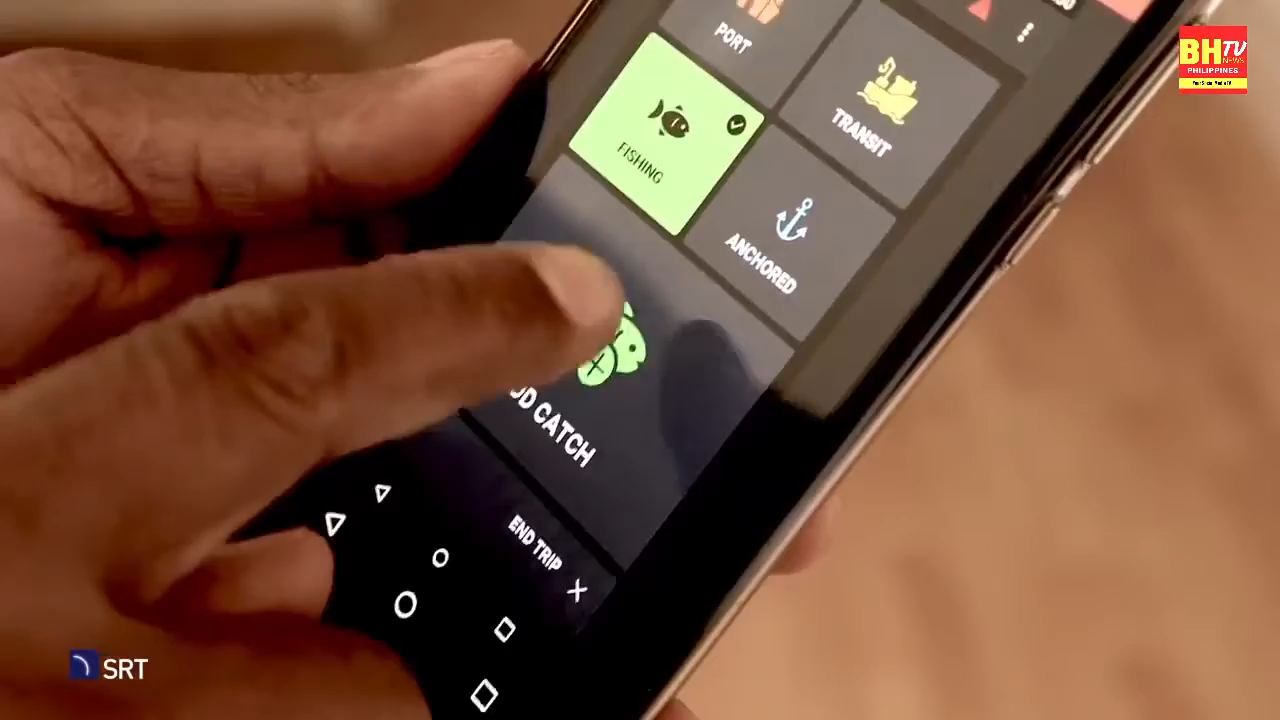 PORT
TRANSIT
FISHING
ANCHORED
CATCH
END TRIP
BH TV
NEWS
PHILIPPINES
SRT